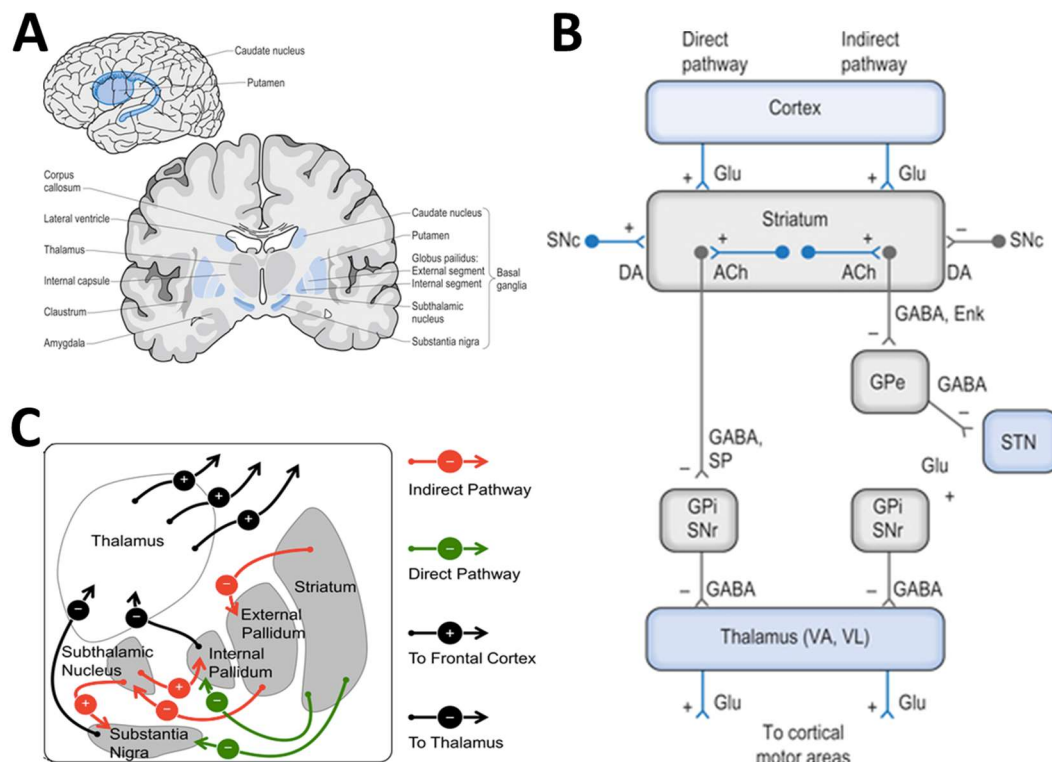 A
Caudate nucleus
Putamen
Corpus
callosum
Lateral ventricle
Thalamus
Internal capsule
Claustrum
Amygdala
Caudate nucleus
Putamen
Globus pailidus:
External segment
Internal segment
Subthalamic
nucleus
Substantia nigra
Basal
ganglia
B
Direct
pathway
Indirect
pathway
Cortex
+ Glu
+ Glu
Striatum
SNc
+
DA
+
ACh
+
ACh
–
DA
SNc
GABA, Enk
–
GPe
GABA
–
STN
GABA,
SP
–
Glu
+
GPi
SNr
GPi
SNr
– GABA
– GABA
Thalamus (VA, VL)
+ Glu
+ Glu
To cortical
motor areas
C
Thalamus
+
+
+
–
–
–
Striatum
External
Pallidum
Subthalamic
Nucleus
Internal
Pallidum
+
+
–
–
Substantia
Nigra
–
–
Indirect Pathway
–
Direct Pathway
+
To Frontal Cortex
–
To Thalamus